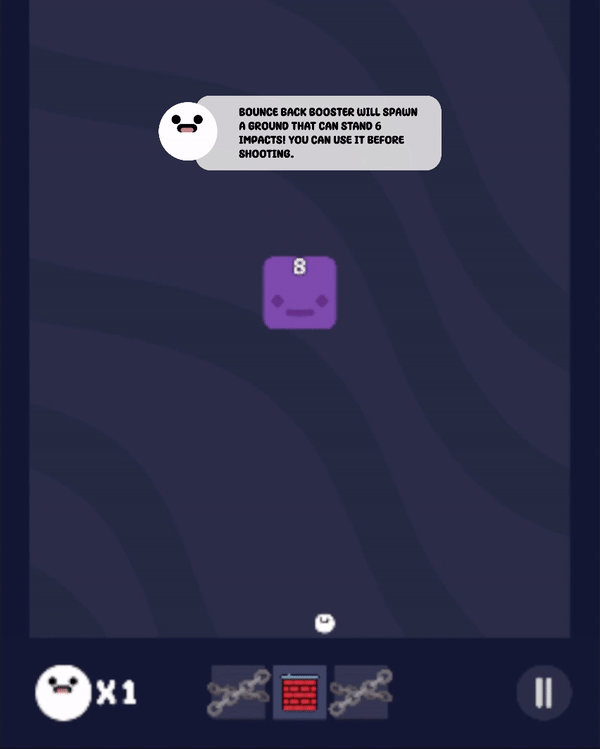 BOUNCE BACK BOOSTER WILL SPAWN
A GROUND THAT CAN STAND 6
IMPACTS! YOU CAN USE IT BEFORE
SHOOTING.
8
X1